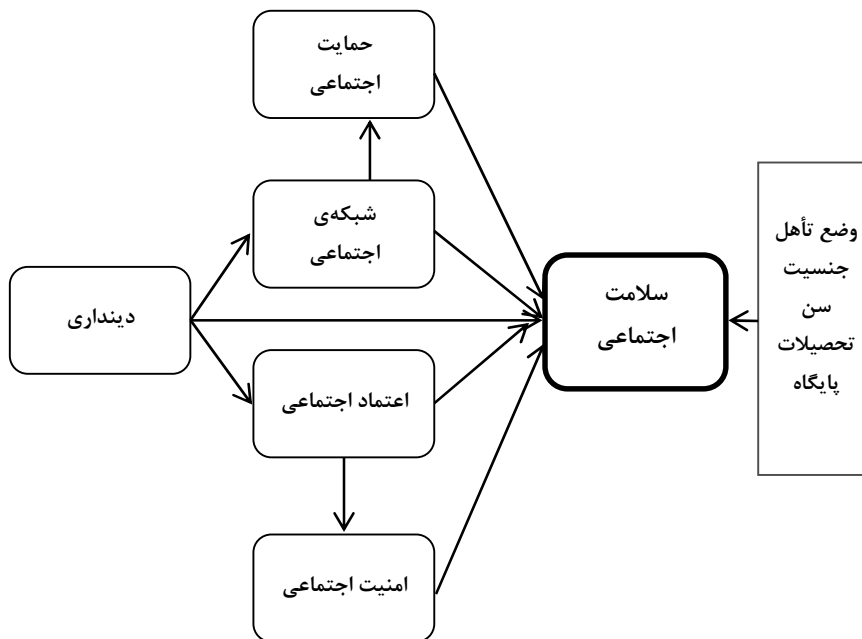 حمایت
اجتماعی
شبکه‌ی
اجتماعی
دینداری
اعتماد اجتماعی
امنیت اجتماعی
سلامت
اجتماعی
وضع تأهل
جنسیت
سن
تحصیلات
پایگاه